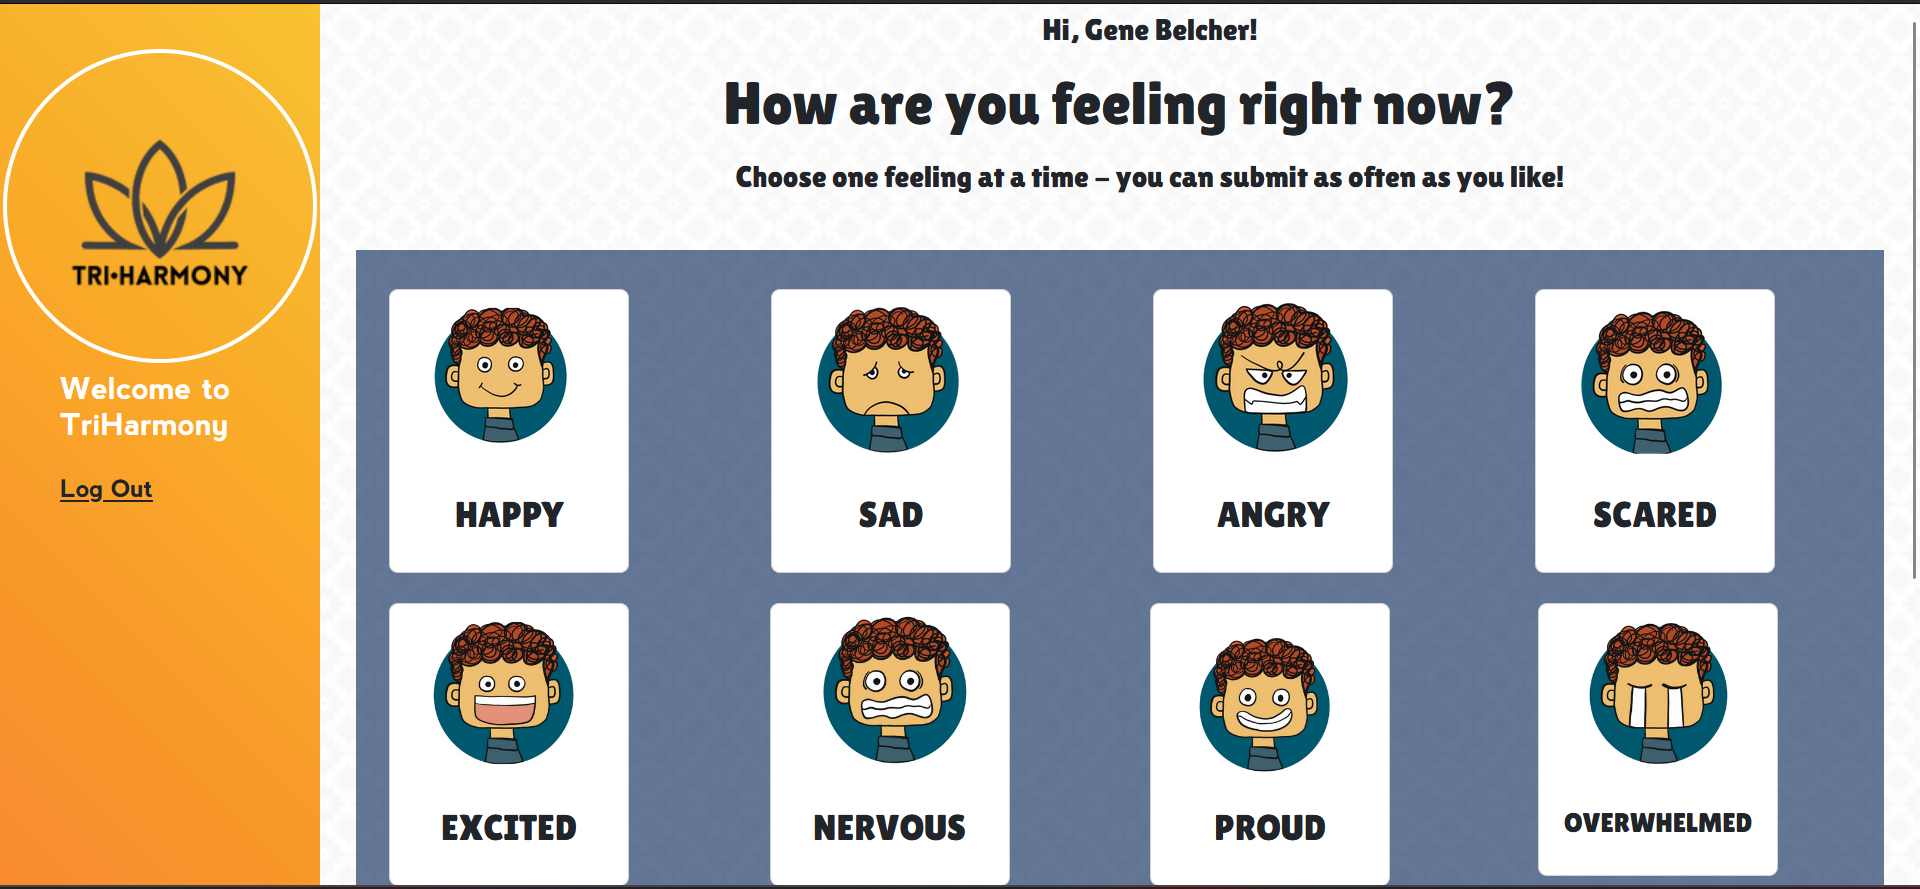 TRI•HARMONY
Welcome to
TriHarmony
Log Out
Hi, Gene Belcher!
How are you feeling right now?
Choose one feeling at a time – you can submit as often as you like!
HAPPY
SAD
ANGRY
SCARED
EXCITED
NERVOUS
PROUD
OVERWHELMED